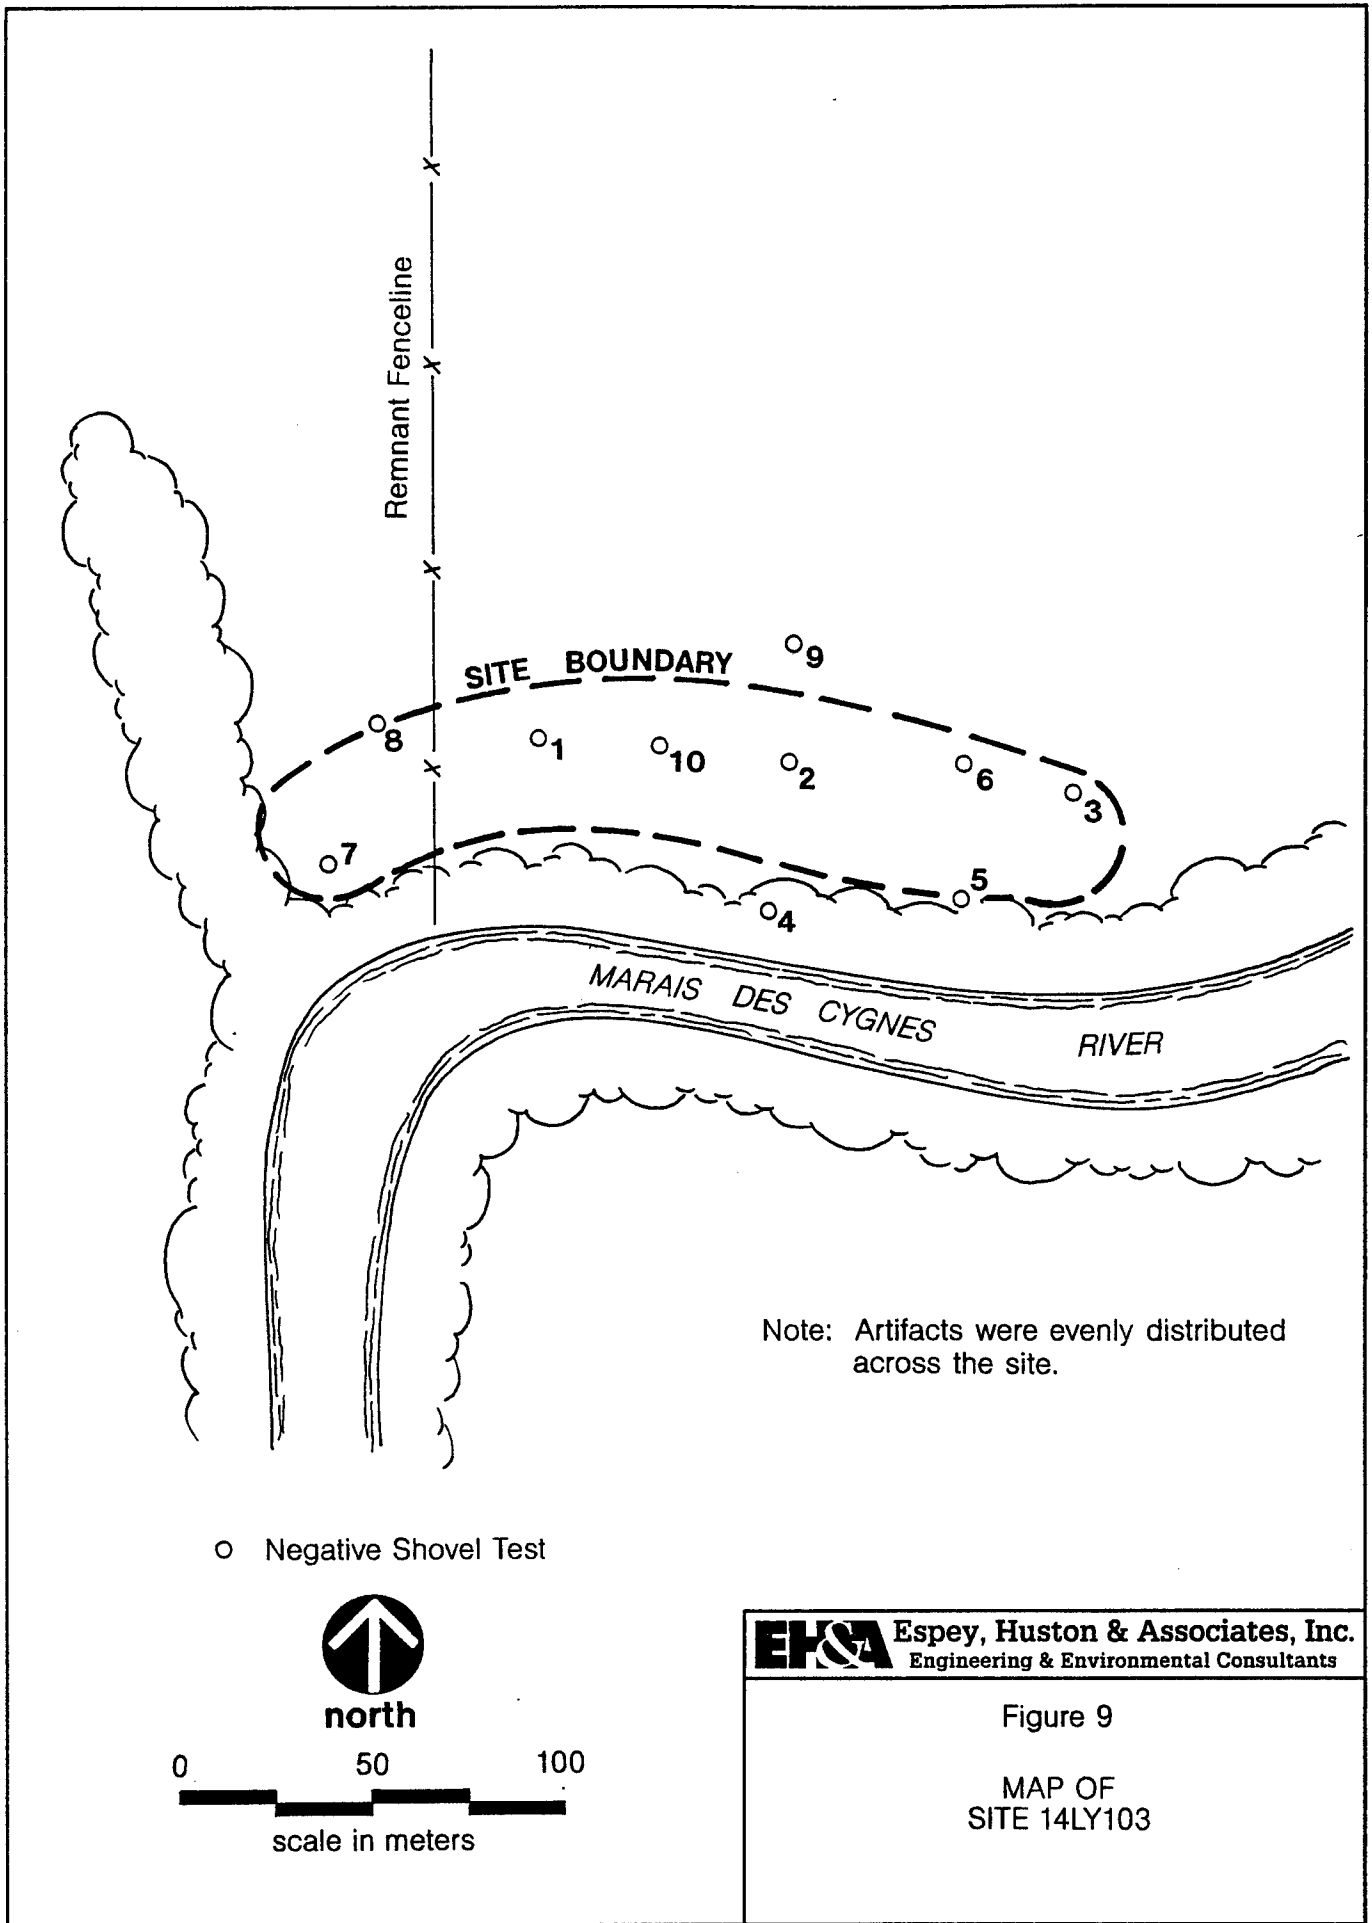 Remnant Fenceline
SITE BOUNDARY
9
8
1
10
2
6
3
7
5
4
MARAIS DES CYGNES RIVER
Note: Artifacts were evenly distributed
across the site.
Negative Shovel Test
north
0 50 100
scale in meters
EH&A Espey, Huston & Associates, Inc.
Engineering & Environmental Consultants
Figure 9
MAP OF
SITE 14LY103